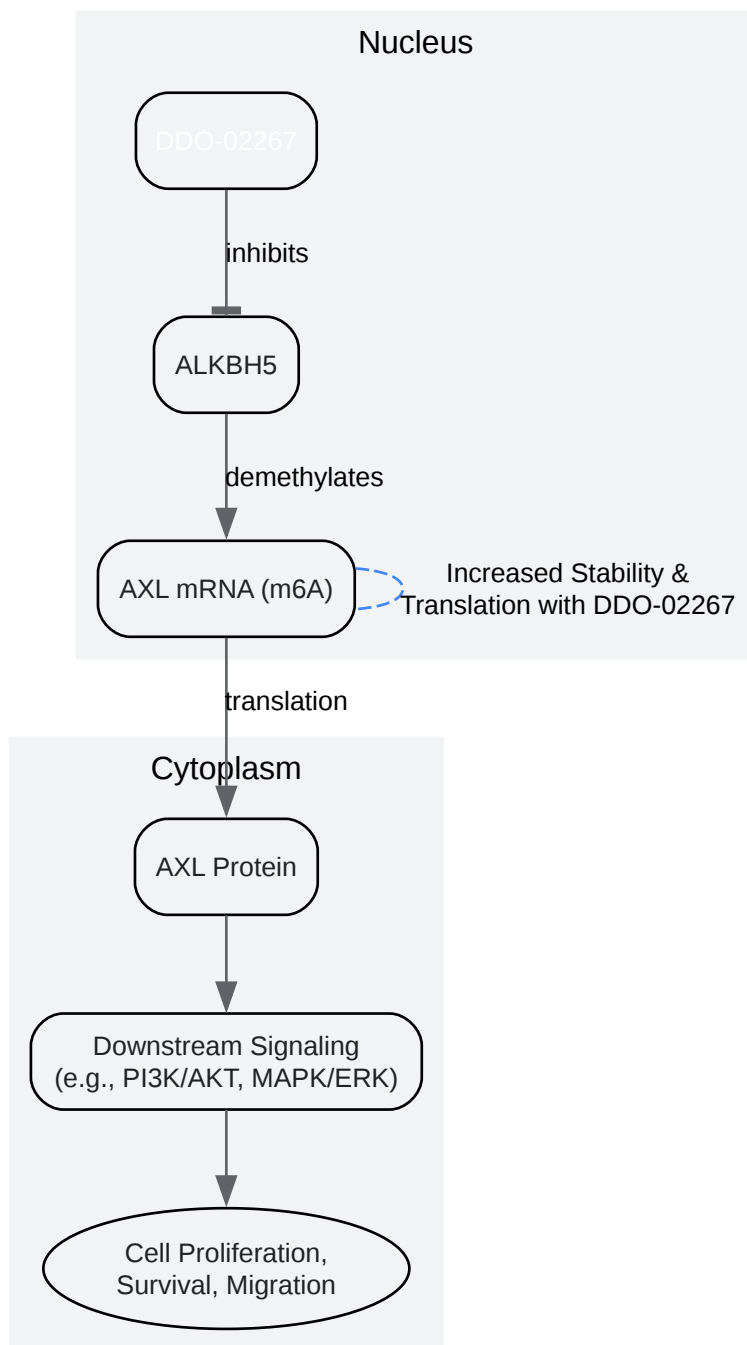 Nucleus
DDO-02267
inhibits
ALKBH5
demethylates
AXL mRNA (m6A)
Increased Stability &
Translation with DDO-02267
translation
Cytoplasm
AXL Protein
Downstream Signaling
(e.g., PI3K/AKT, MAPK/ERK)
Cell Proliferation,
Survival, Migration